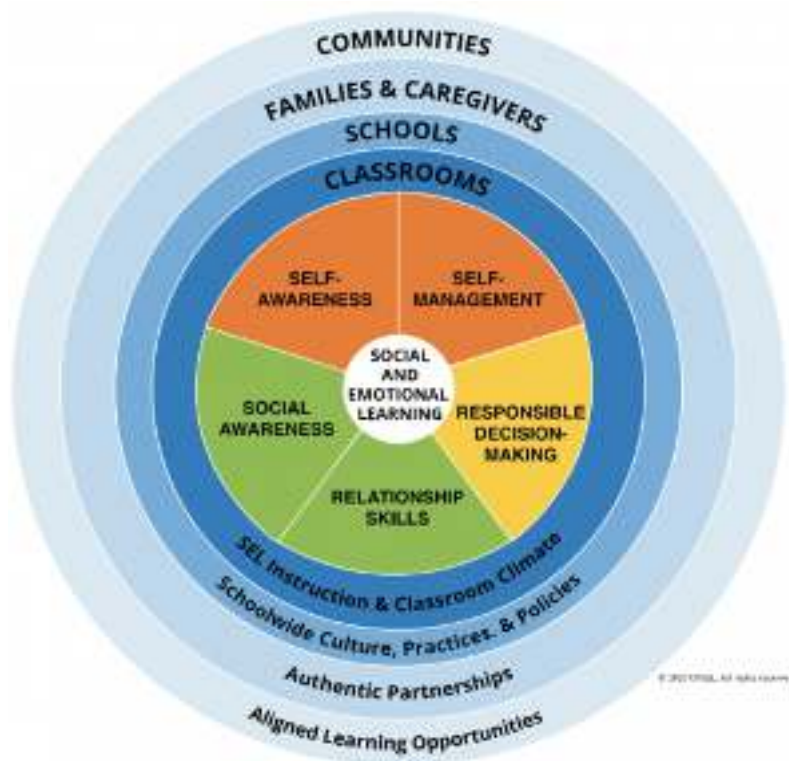 COMMUNITIES
FAMILIES & CAREGIVERS
SCHOOLS
CLASSROOMS
SELF-
AWARENESS
SELF-
MANAGEMENT
SOCIAL
AND
EMOTIONAL
LEARNING
SOCIAL
AWARENESS
RESPONSIBLE
DECISION-
MAKING
RELATIONSHIP
SKILLS
SEL Instruction & Classroom Climate
Schoolwide Culture, Practices. & Policies
Authentic Partnerships
Aligned Learning Opportunities